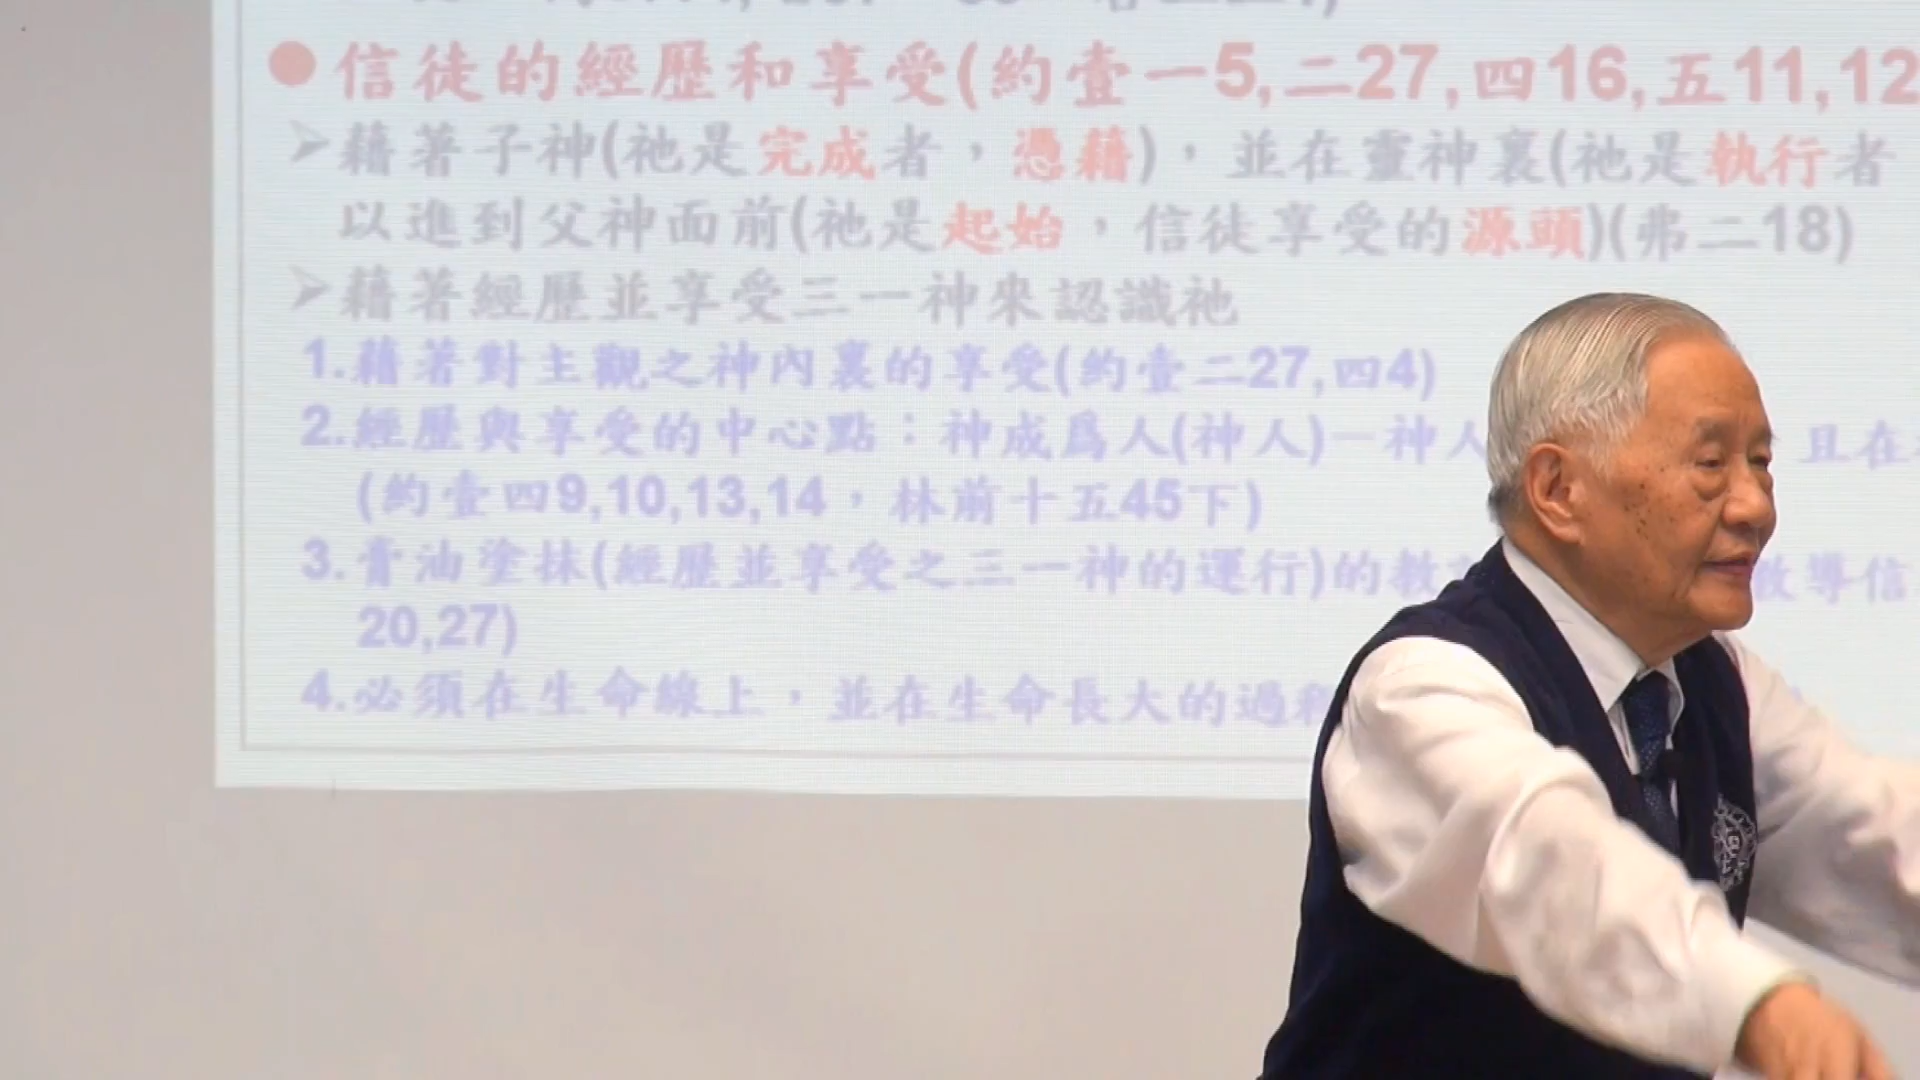 ●信徒的經歷和享受(約壹一5,二27,四16,五11,12
➢藉著子神(祂是完成者，憑藉)，並在靈神裏(祂是執行者
以進到父神面前(祂是起始，信徒享受的源頭)(弗二18)
➢藉著經歷並享受三一神來認識祂
1.藉著對主觀之神內裏的享受(約壹二27,四4)
2.經歷與享受的中心點：神成爲人(神人)－神人 且在
(約壹四9,10,13,14，林前十五45下)
3.膏油塗抹(經歷並享受之三一神的運行)的教 教導信
20,27)
4.必須在生命線上，並在生命長大的過